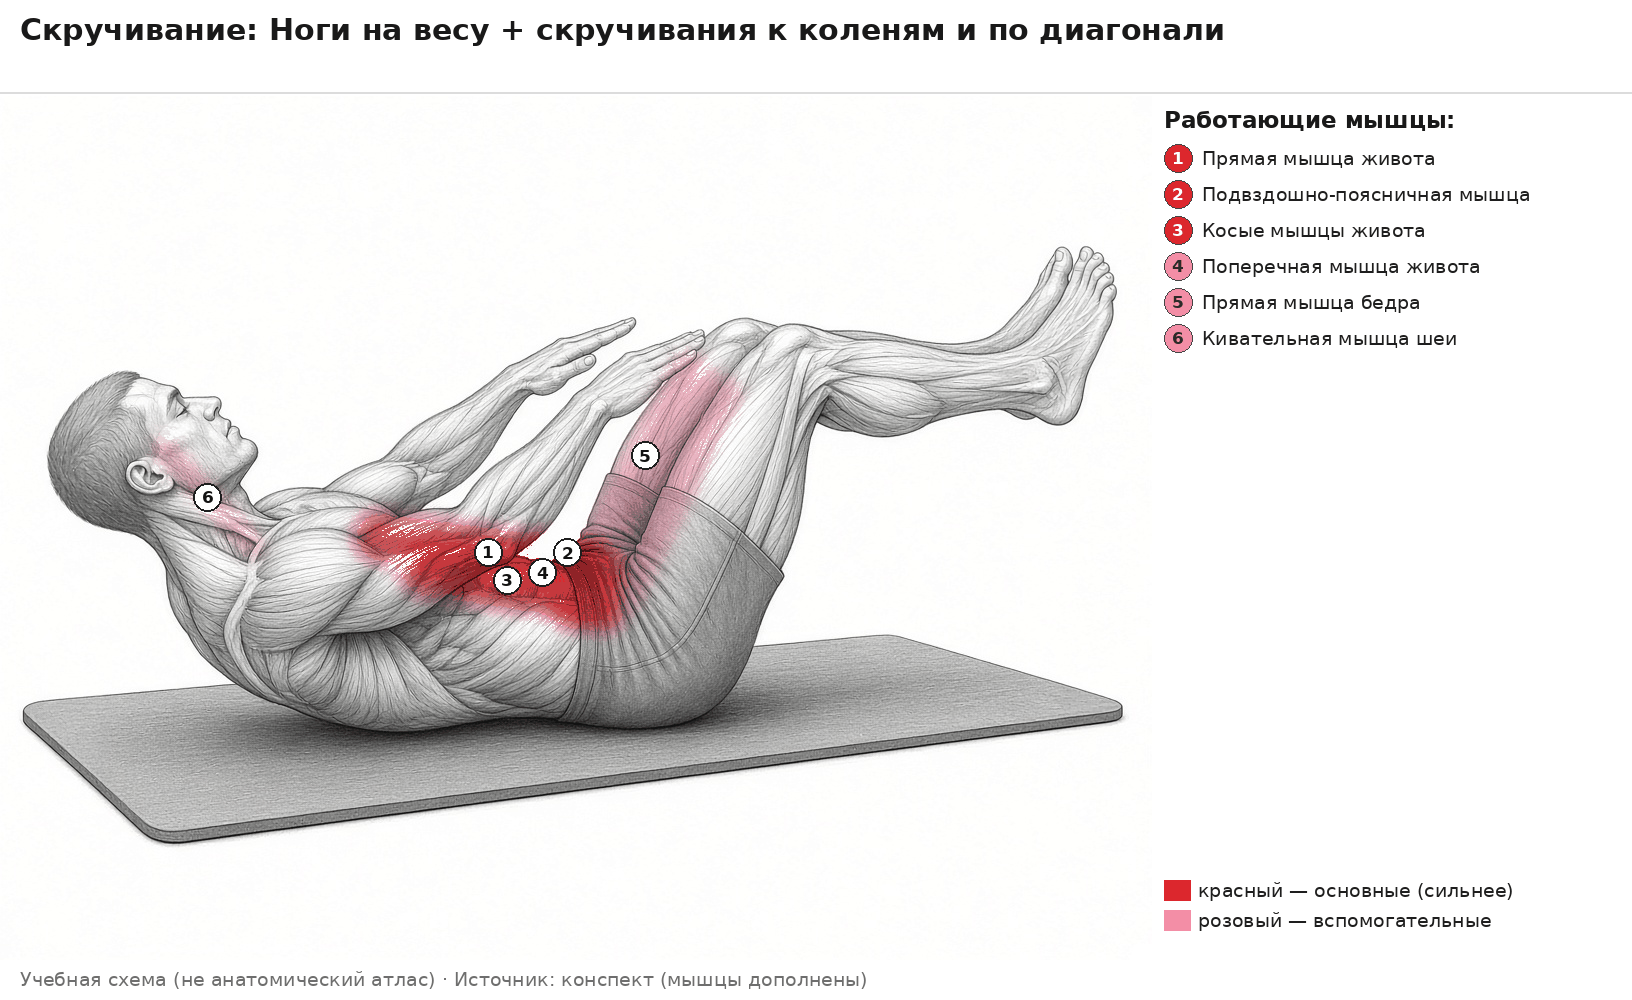 Скручивание: Ноги на весу + скручивания к коленям и по диагонали
Работающие мышцы:
1 Прямая мышца живота
2 Подвздошно-поясничная мышца
3 Косые мышцы живота
4 Поперечная мышца живота
5 Прямая мышца бедра
6 Кивательная мышца шеи
5
6
1
2
3
4
красный — основные (сильнее)
розовый — вспомогательные
Учебная схема (не анатомический атлас) · Источник: конспект (мышцы дополнены)